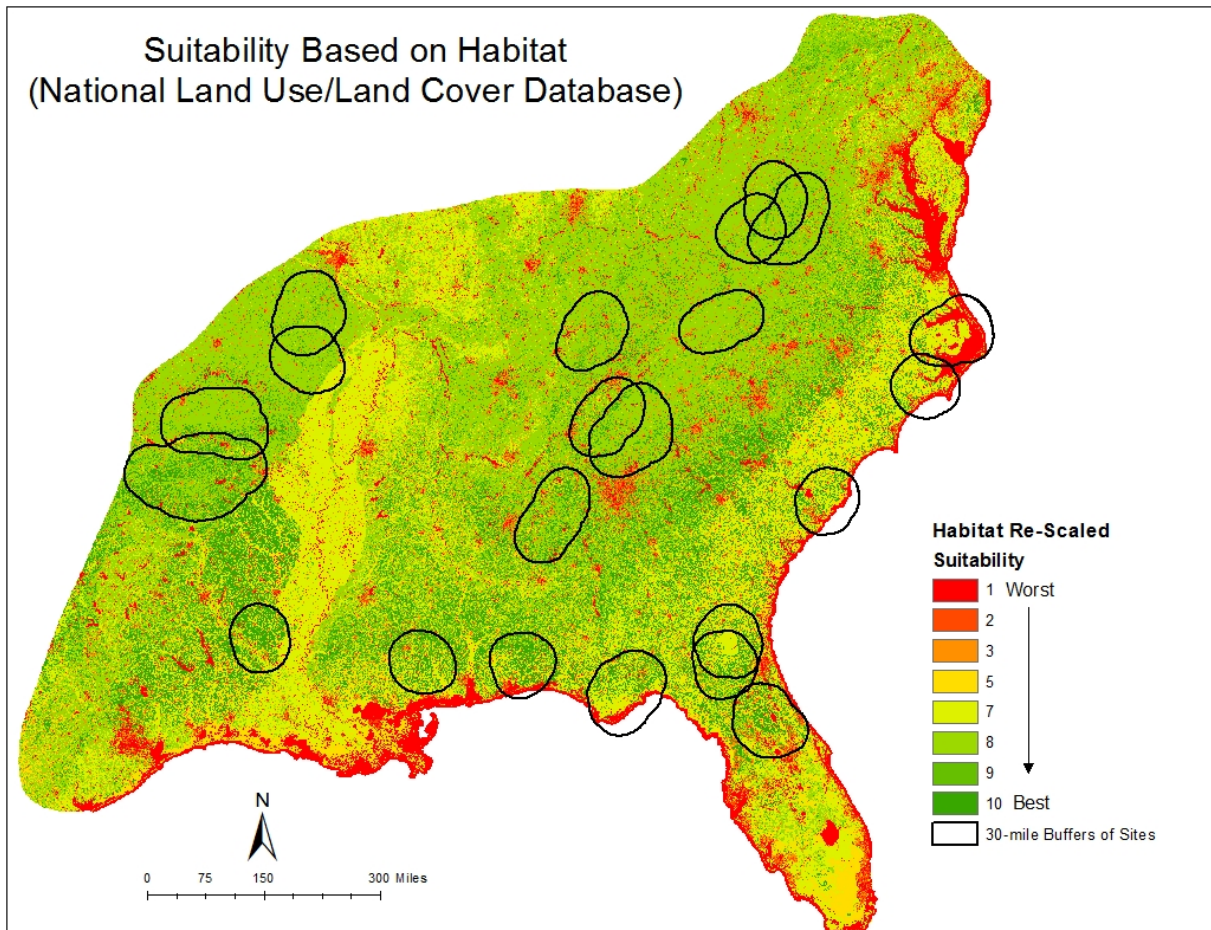 Suitability Based on Habitat
(National Land Use/Land Cover Database)
Habitat Re-Scaled
Suitability
1 Worst
2
3
5
7
8
9
10 Best
30-mile Buffers of Sites
N
0 75 150 300 Miles